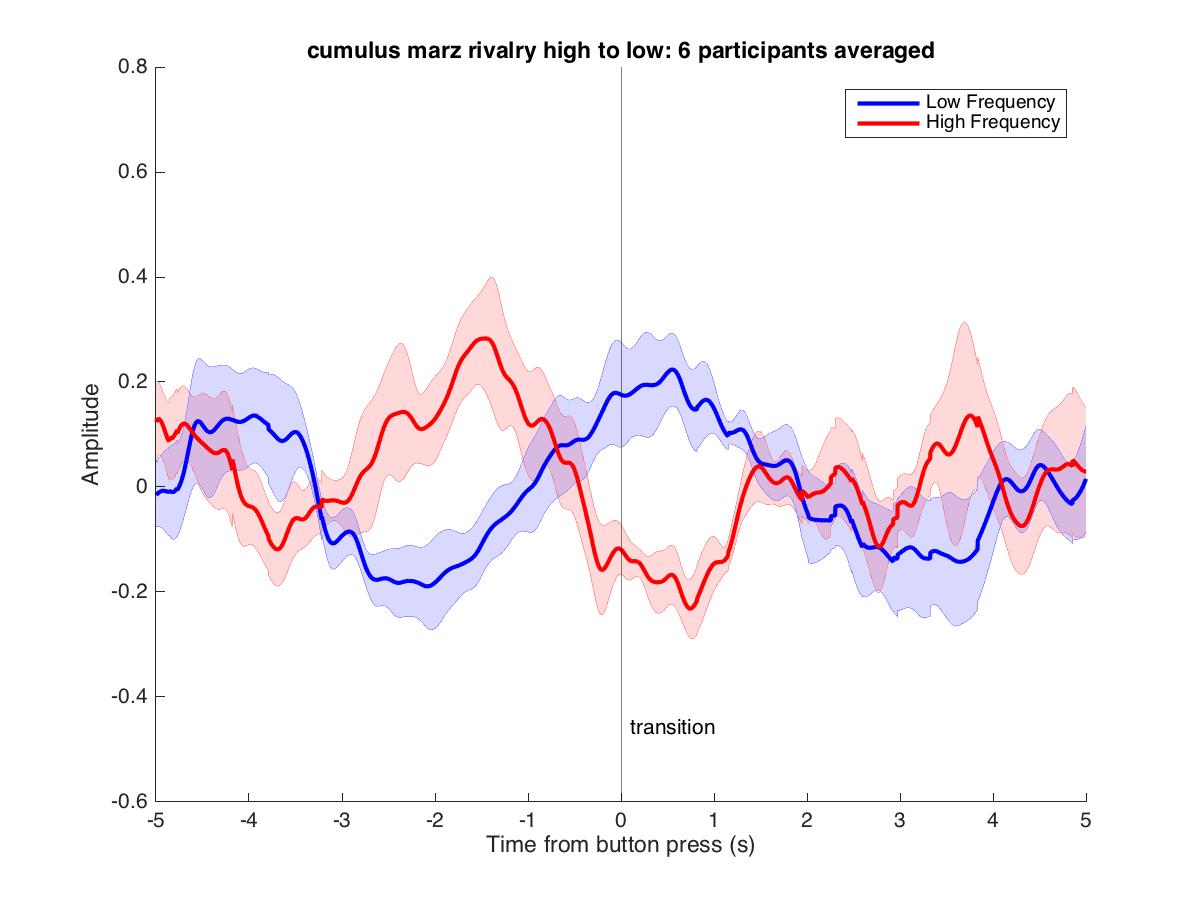 cumulus marz rivalry high to low: 6 participants averaged
0.8
Low Frequency
High Frequency
0.6
0.4
0.2
Amplitude
0
-0.2
-0.4
transition
-0.6
-5 -4 -3 -2 -1 0 1 2 3 4 5
Time from button press (s)